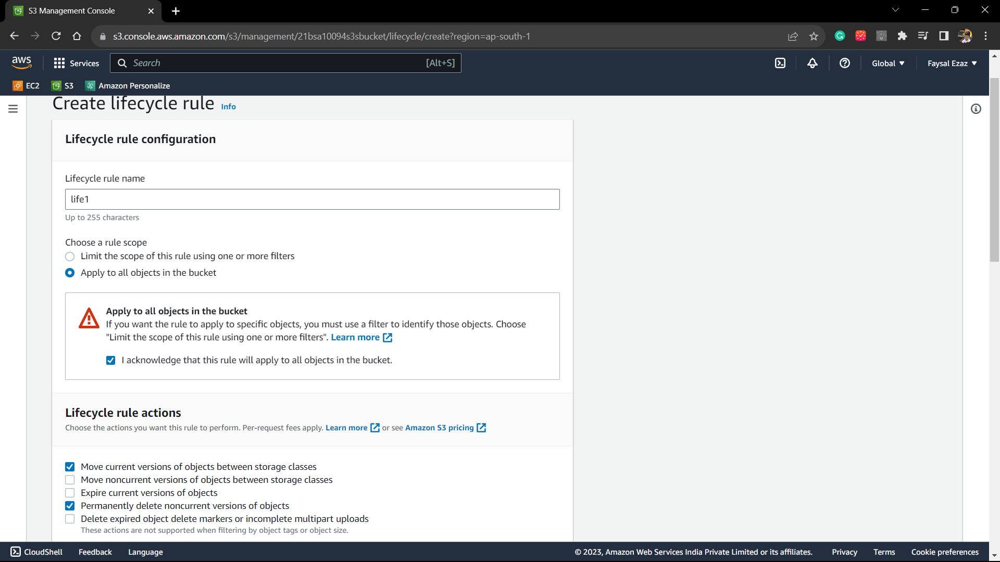 S3 Management Console
s3.console.aws.amazon.com/s3/management/21bsa10094s3sbucket/lifecycle/create?region=ap-south-1
aws
Services
Search
[Alt+S]
Global
Faysal Ezaz
EC2
S3
Amazon Personalize
Create lifecycle rule Info
Lifecycle rule configuration
Lifecycle rule name
life1
Up to 255 characters
Choose a rule scope
Limit the scope of this rule using one or more filters
Apply to all objects in the bucket
Apply to all objects in the bucket
If you want the rule to apply to specific objects, you must use a filter to identify those objects. Choose
"Limit the scope of this rule using one or more filters". Learn more
I acknowledge that this rule will apply to all objects in the bucket.
Lifecycle rule actions
Choose the actions you want this rule to perform. Per-request fees apply. Learn more or see Amazon S3 pricing
Move current versions of objects between storage classes
Move noncurrent versions of objects between storage classes
Expire current versions of objects
Permanently delete noncurrent versions of objects
Delete expired object delete markers or incomplete multipart uploads
These actions are not supported when filtering by object tags or object size.
CloudShell
Feedback
Language
© 2023, Amazon Web Services India Private Limited or its affiliates.
Privacy
Terms
Cookie preferences